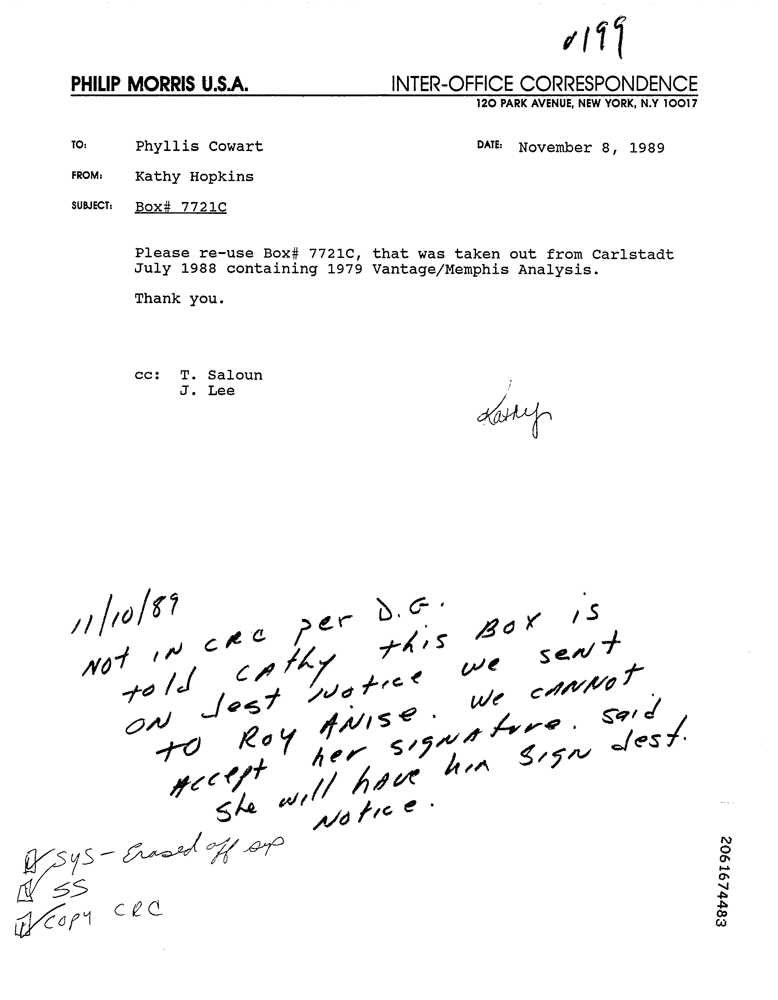 199
PHILIP MORRIS U.S.A. INTER-OFFICE CORRESPONDENCE
120 PARK AVENUE, NEW YORK, N.Y 10017
TO: Phyllis Cowart DATE: November 8, 1989
FROM: Kathy Hopkins
SUBJECT: Box# 7721C
Please re-use Box# 7721C, that was taken out from Carlstadt
July 1988 containing 1979 Vantage/Memphis Analysis.
Thank you.
cc: T. Saloun
J. Lee
Kathy
11/10/89
NOT IN CRC per D.G.
told CAthy this BOX is
ON dest Notice we sent
to ROY ANISE. We CANNOT
Accept her signature. said
She will have him sign dest.
Notice.
SYS - Erased off sys
SS
COPY CRC
2061674483